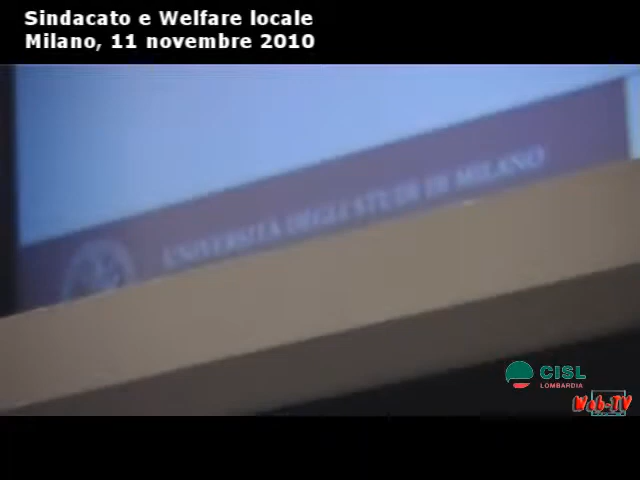 Sindacato e Welfare locale
Milano, 11 novembre 2010
UNIVERSITÀ DEGLI STUDI DI MILANO
CISL
LOMBARDIA
Web-TV